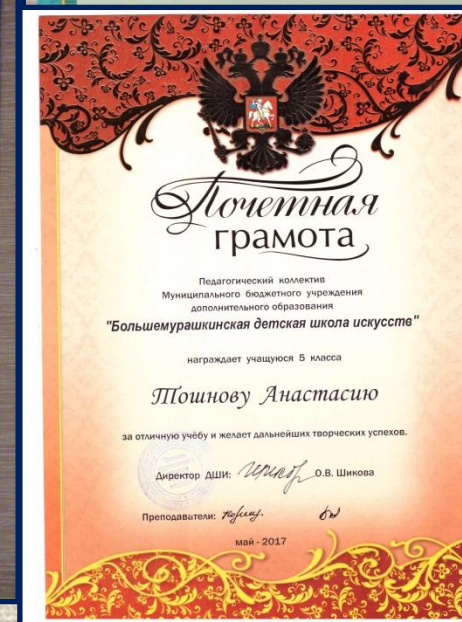 Почетная
грамота
Педагогический коллектив
Муниципального бюджетного учреждения
дополнительного образования
"Большемурашкинская детская школа искусств"
награждает учащуюся 5 класса
Тошнову Анастасию
за отличную учёбу и желает дальнейших творческих успехов.
Директор ДШИ: О.В. Шикова
Преподаватели:
май - 2017